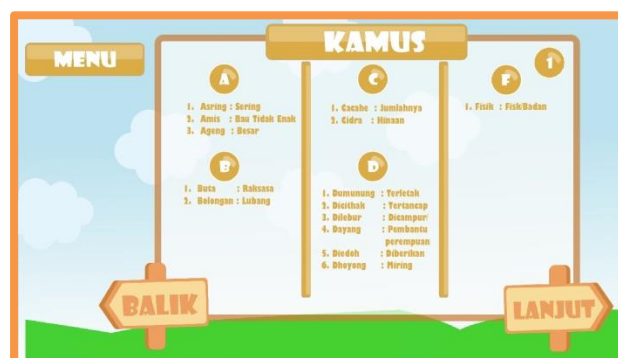 KAMUS
MENU
1
A
1. Asring : Sering
2. Amis : Bau Tidak Enak
3. Ageng : Besar
B
1. Buta : Raksasa
2. Bolongan : Lubang
C
1. Cacahe : Jumlahnya
2. Cidra : Hinaan
D
1. Dumunung : Terletak
2. Dicithak : Tertancap
3. Dilebur : Dicampur
4. Dayang : Pembantu
perempuan
5. Diedoh : Diberikan
6. Dhoyong : Miring
F
1. Fisik : Fisk/Badan
BALIK
LANJUT